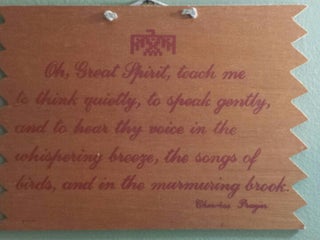 Oh, Great Spirit, teach me
to think quietly, to speak gently,
and to hear thy voice in the
whispering breeze, the songs of
birds, and in the murmuring brook.
Prayer